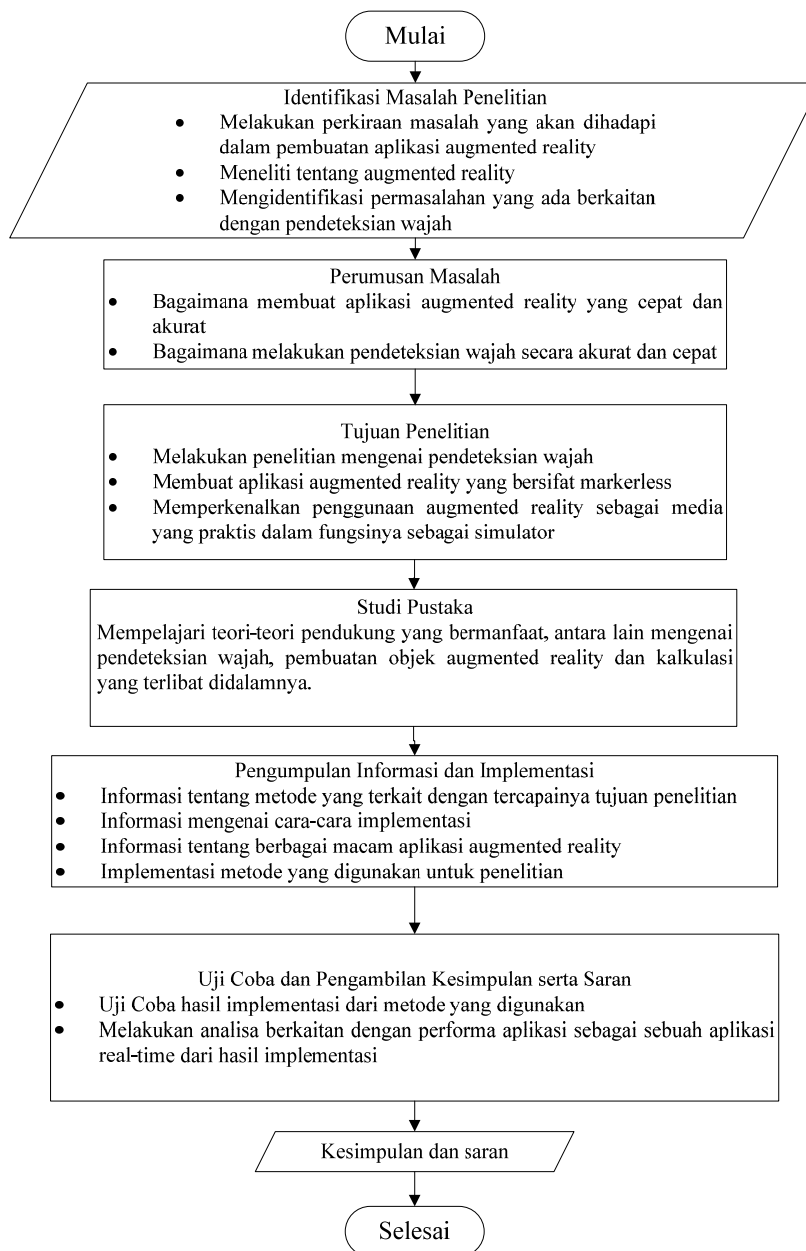 Mulai
Identifikasi Masalah Penelitian
• Melakukan perkiraan masalah yang akan dihadapi
dalam pembuatan aplikasi augmented reality
• Meneliti tentang augmented reality
• Mengidentifikasi permasalahan yang ada berkaitan
dengan pendeteksian wajah
Perumusan Masalah
• Bagaimana membuat aplikasi augmented reality yang cepat dan
akurat
• Bagaimana melakukan pendeteksian wajah secara akurat dan cepat
Tujuan Penelitian
• Melakukan penelitian mengenai pendeteksian wajah
• Membuat aplikasi augmented reality yang bersifat markerless
• Memperkenalkan penggunaan augmented reality sebagai media
yang praktis dalam fungsinya sebagai simulator
Studi Pustaka
Mempelajari teori-teori pendukung yang bermanfaat, antara lain mengenai
pendeteksian wajah, pembuatan objek augmented reality dan kalkulasi
yang terlibat didalamnya.
Pengumpulan Informasi dan Implementasi
• Informasi tentang metode yang terkait dengan tercapainya tujuan penelitian
• Informasi mengenai cara-cara implementasi
• Informasi tentang berbagai macam aplikasi augmented reality
• Implementasi metode yang digunakan untuk penelitian
Uji Coba dan Pengambilan Kesimpulan serta Saran
• Uji Coba hasil implementasi dari metode yang digunakan
• Melakukan analisa berkaitan dengan performa aplikasi sebagai sebuah aplikasi
real-time dari hasil implementasi
Kesimpulan dan saran
Selesai